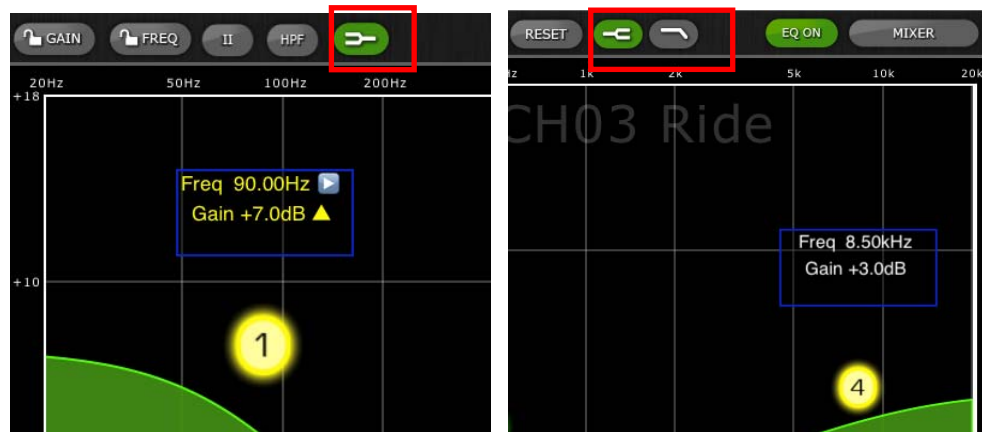 GAIN FREQ II HPF
20Hz 50Hz 100Hz 200Hz
+18
Freq 90.00Hz
Gain +7.0dB
+10
1
RESET EQ ON MIXER
Hz 1k 2k 5k 10k 20k
CH03 Ride
Freq 8.50kHz
Gain +3.0dB
4